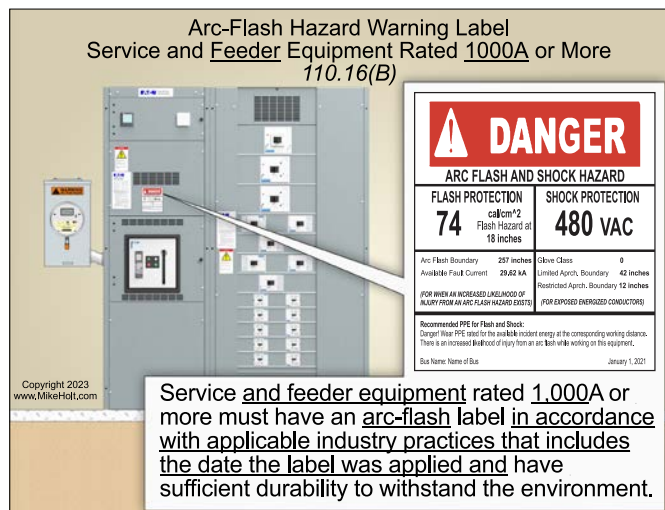 Arc-Flash Hazard Warning Label
Service and Feeder Equipment Rated 1000A or More
110.16(B)
DANGER
ARC FLASH AND SHOCK HAZARD
FLASH PROTECTION
74 cal/cm^2
Flash Hazard at
18 inches
SHOCK PROTECTION
480 VAC
Arc Flash Boundary 257 inches
Available Fault Current 29.62 kA
(FOR WHEN AN INCREASED LIKELIHOOD OF
INJURY FROM AN ARC FLASH HAZARD EXISTS)
Glove Class 0
Limited Aprch. Boundary 42 inches
Restricted Aprch. Boundary 12 inches
(FOR EXPOSED ENERGIZED CONDUCTORS)
Recommended PPE for Flash and Shock:
Danger! Wear PPE rated for the available incident energy at the corresponding working distance.
There is an increased likelihood of injury from an arc flash while working on this equipment.
Bus Name: Name of Bus January 1, 2021
EATON
WARNING
Copyright 2023
www,MikeHolt,com
Service and feeder equipment rated 1,000A or
more must have an arc-flash label in accordance
with applicable industry practices that includes
the date the label was applied and have
sufficient durability to withstand the environment.